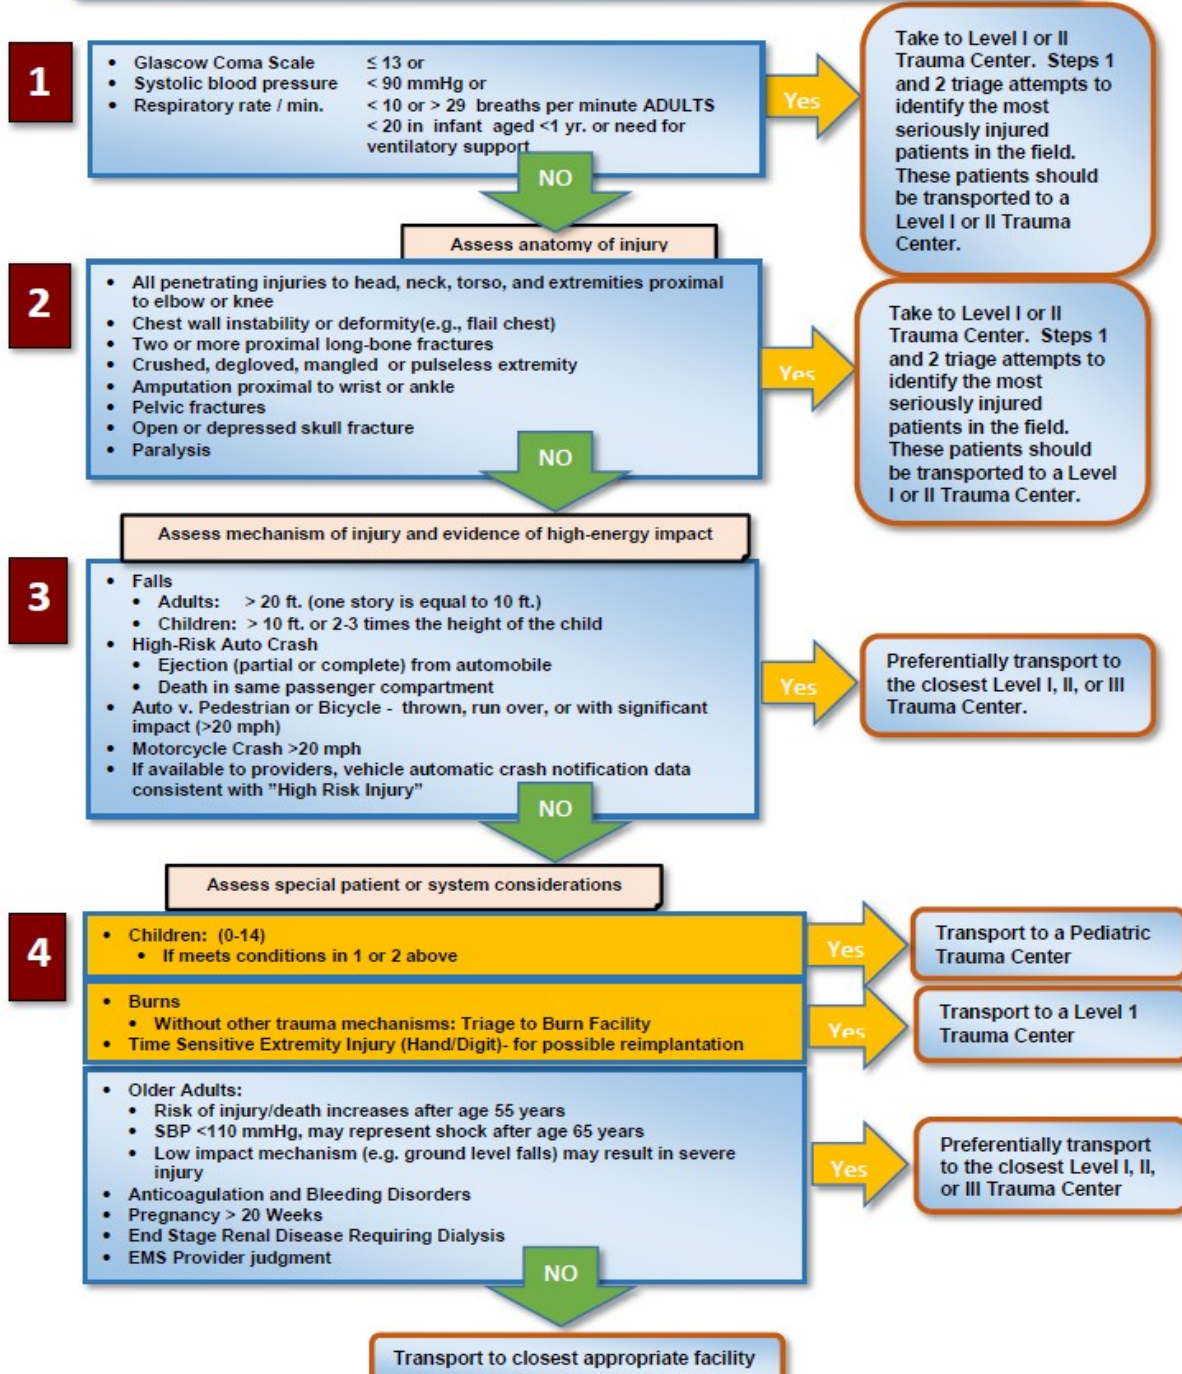 1
• Glascow Coma Scale ≤ 13 or
• Systolic blood pressure < 90 mmHg or
• Respiratory rate / min. < 10 or > 29 breaths per minute ADULTS
< 20 in infant aged <1 yr. or need for
ventilatory support
Yes
Take to Level I or II
Trauma Center. Steps 1
and 2 triage attempts to
identify the most
seriously injured
patients in the field.
These patients should
be transported to a
Level I or II Trauma
Center.
NO
Assess anatomy of injury
2
• All penetrating injuries to head, neck, torso, and extremities proximal
to elbow or knee
• Chest wall instability or deformity(e.g., flail chest)
• Two or more proximal long-bone fractures
• Crushed, degloved, mangled or pulseless extremity
• Amputation proximal to wrist or ankle
• Pelvic fractures
• Open or depressed skull fracture
• Paralysis
Yes
Take to Level I or II
Trauma Center. Steps 1
and 2 triage attempts to
identify the most
seriously injured
patients in the field.
These patients should
be transported to a Level
I or II Trauma Center.
NO
Assess mechanism of injury and evidence of high-energy impact
3
• Falls
• Adults: > 20 ft. (one story is equal to 10 ft.)
• Children: > 10 ft. or 2-3 times the height of the child
• High-Risk Auto Crash
• Ejection (partial or complete) from automobile
• Death in same passenger compartment
• Auto v. Pedestrian or Bicycle - thrown, run over, or with significant
impact (>20 mph)
• Motorcycle Crash >20 mph
• If available to providers, vehicle automatic crash notification data
consistent with ”High Risk Injury”
Yes
Preferentially transport to
the closest Level I, II, or III
Trauma Center.
NO
Assess special patient or system considerations
4
• Children: (0-14)
• If meets conditions in 1 or 2 above
Yes
Transport to a Pediatric
Trauma Center
• Burns
• Without other trauma mechanisms: Triage to Burn Facility
• Time Sensitive Extremity Injury (Hand/Digit)- for possible reimplantation
Yes
Transport to a Level 1
Trauma Center
• Older Adults:
• Risk of injury/death increases after age 55 years
• SBP <110 mmHg, may represent shock after age 65 years
• Low impact mechanism (e.g. ground level falls) may result in severe
injury
• Anticoagulation and Bleeding Disorders
• Pregnancy > 20 Weeks
• End Stage Renal Disease Requiring Dialysis
• EMS Provider judgment
Yes
Preferentially transport
to the closest Level I, II,
or III Trauma Center
NO
Transport to closest appropriate facility